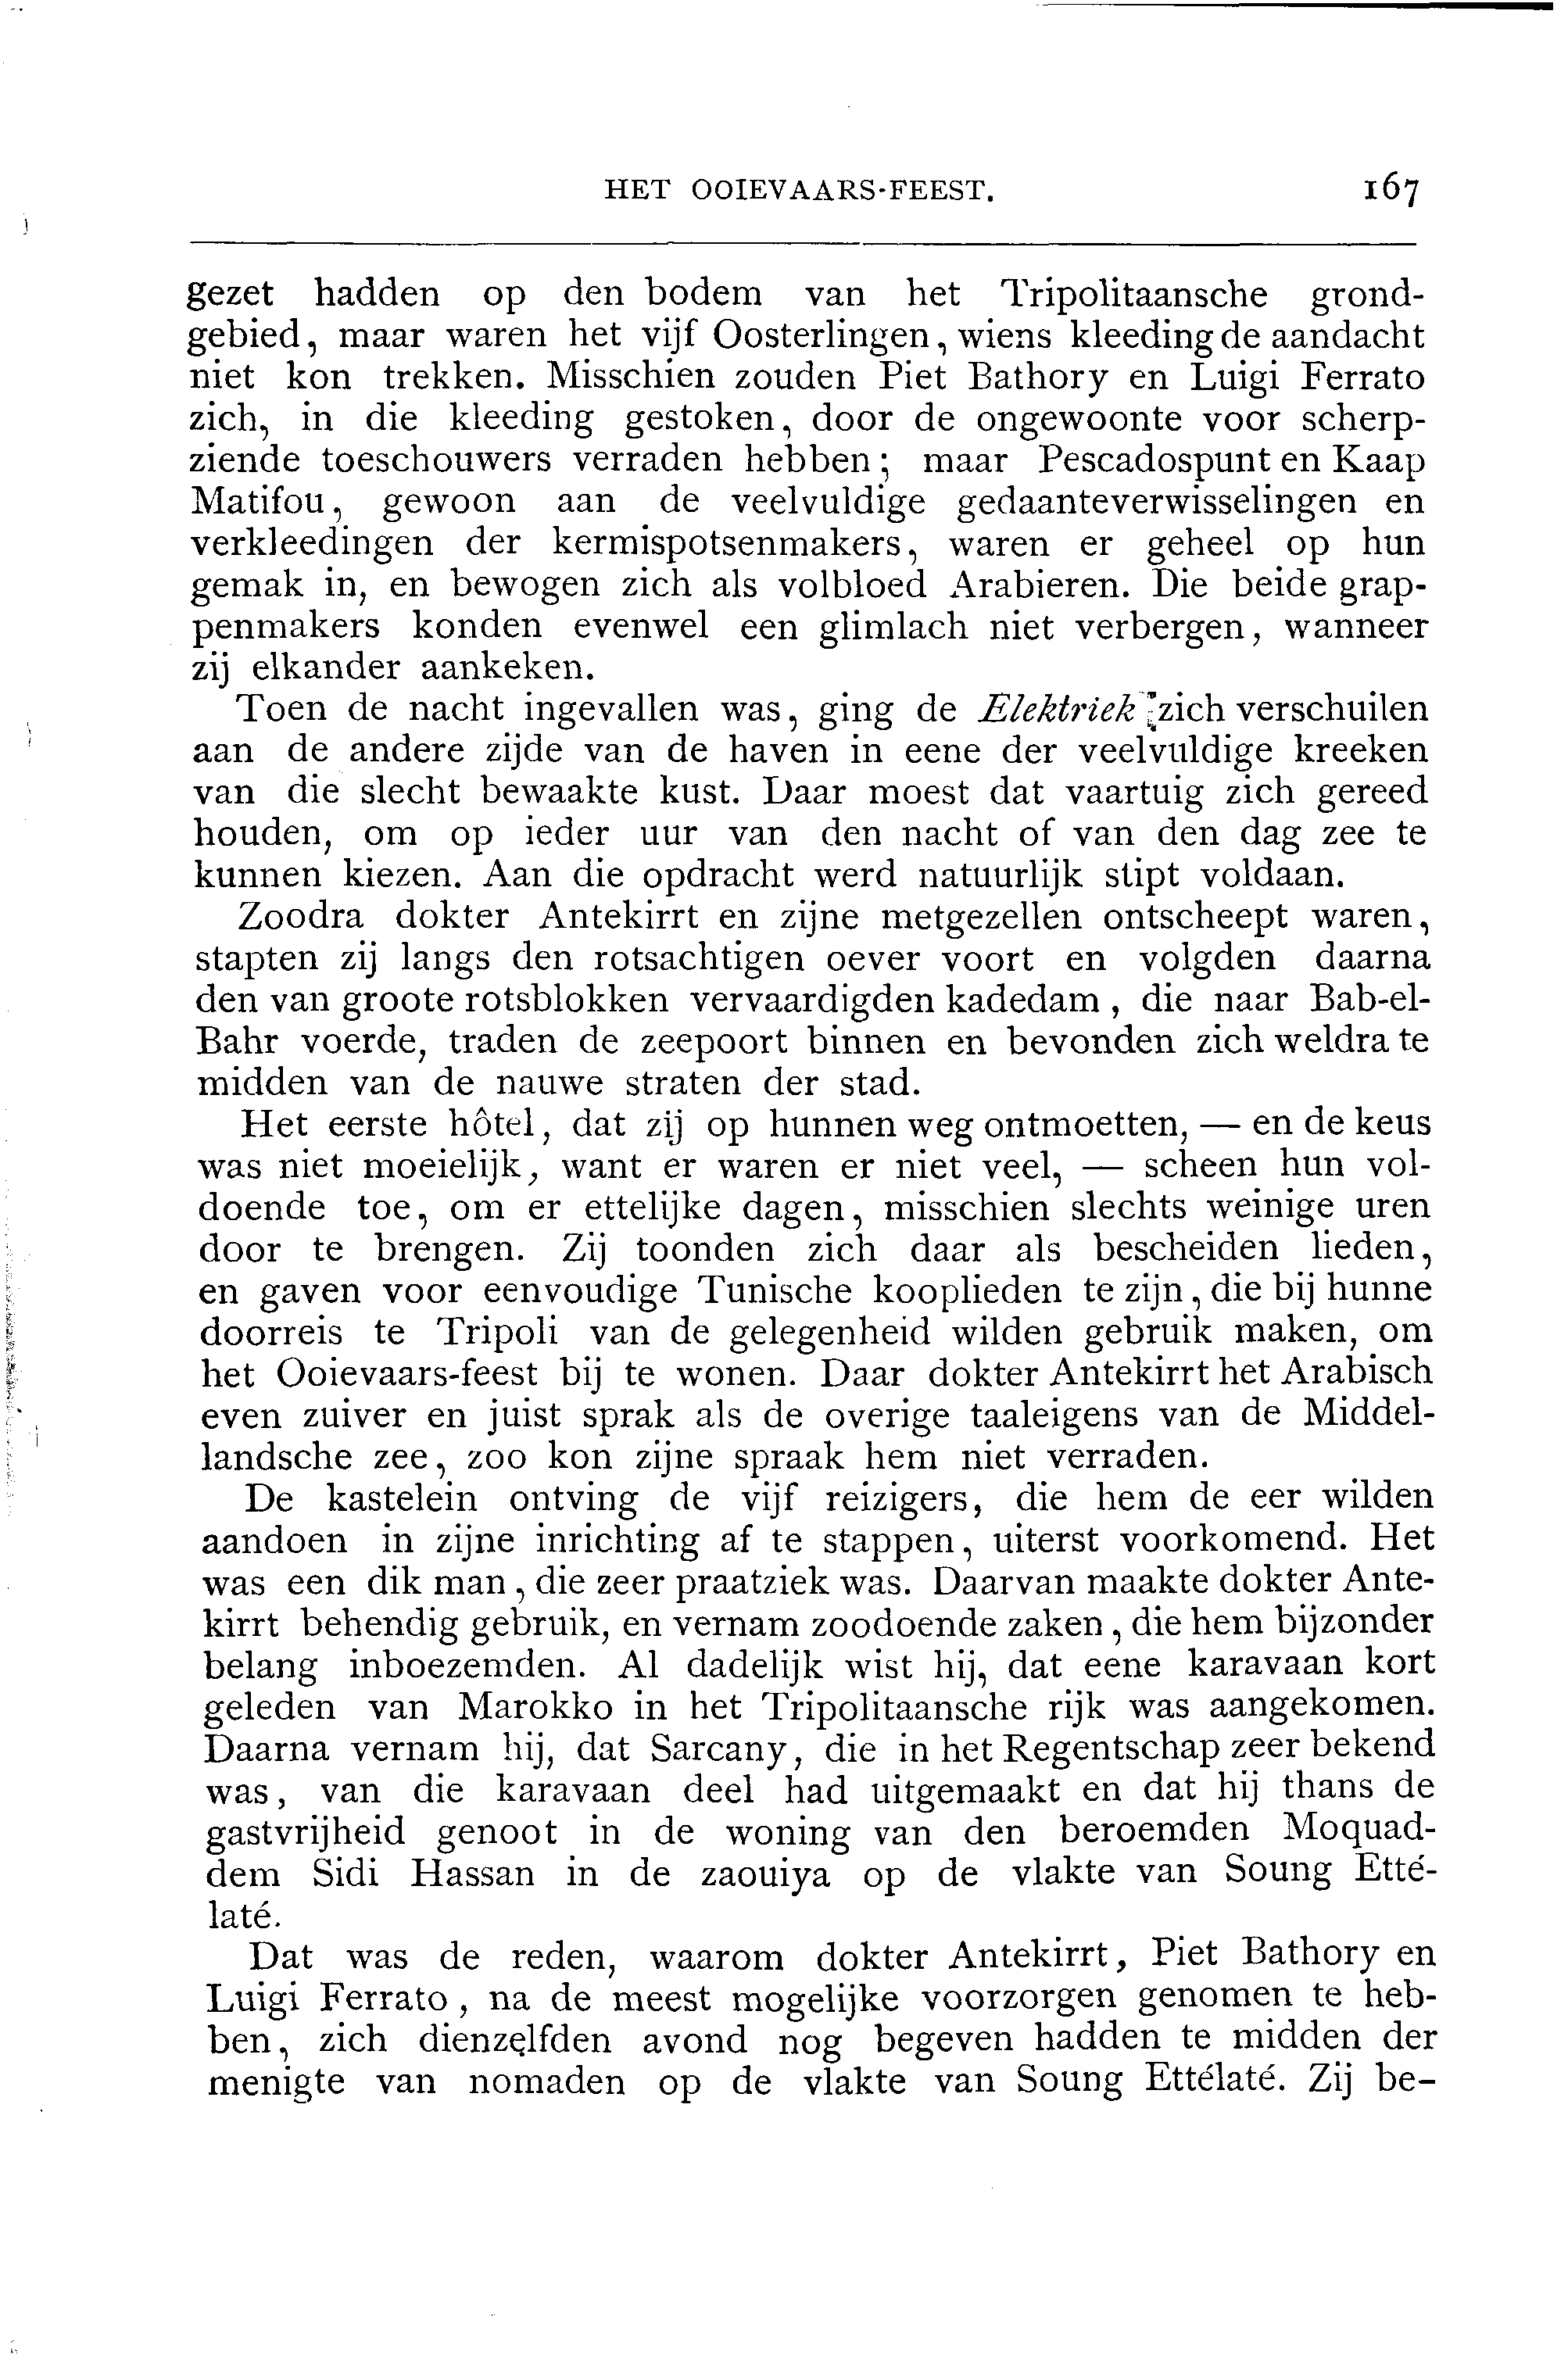 HET OOIEVAARS-FEEST. 167
gezet hadden op den bodem van het Tripolitaansche grond-
gebied, maar waren het vijf Oosterlingen, wiens kleeding de aandacht
niet kon trekken. Misschien zouden Piet Bathory en Luigi Ferrato
zich, in die kleeding gestoken, door de ongewoonte voor scherp-
ziende toeschouwers verraden hebben; maar Pescadospunt en Kaap
Matifou, gewoon aan de veelvuldige gedaanteverwisselingen en
verkleedingen der kermispotsenmakers, waren er geheel op hun
gemak in, en bewogen zich als volbloed Arabieren. Die beide grap-
penmakers konden evenwel een glimlach niet verbergen, wanneer
zij elkander aankeken.
Toen de nacht ingevallen was, ging de Elektriek zich verschuilen
aan de andere zijde van de haven in eene der veelvuldige kreeken
van die slecht bewaakte kust. Daar moest dat vaartuig zich gereed
houden, om op ieder uur van den nacht of van den dag zee te
kunnen kiezen. Aan die opdracht werd natuurlijk stipt voldaan.
Zoodra dokter Antekirrt en zijne metgezellen ontscheept waren,
stapten zij langs den rotsachtigen oever voort en volgden daarna
den van groote rotsblokken vervaardigden kadedam, die naar Bab-el-
Bahr voerde, traden de zeepoort binnen en bevonden zich weldra te
midden van de nauwe straten der stad.
Het eerste hôtel, dat zij op hunnen weg ontmoetten, — en de keus
was niet moeielijk, want er waren er niet veel, — scheen hun vol-
doende toe, om er ettelijke dagen, misschien slechts weinige uren
door te brengen. Zij toonden zich daar als bescheiden lieden,
en gaven voor eenvoudige Tunische kooplieden te zijn, die bij hunne
doorreis te Tripoli van de gelegenheid wilden gebruik maken, om
het Ooievaars-feest bij te wonen. Daar dokter Antekirrt het Arabisch
even zuiver en juist sprak als de overige taaleigens van de Middel-
landsche zee, zoo kon zijne spraak hem niet verraden.
De kastelein ontving de vijf reizigers, die hem de eer wilden
aandoen in zijne inrichting af te stappen, uiterst voorkomend. Het
was een dik man, die zeer praatziek was. Daarvan maakte dokter Ante-
kirrt behendig gebruik, en vernam zoodoende zaken, die hem bijzonder
belang inboezemden. Al dadelijk wist hij, dat eene karavaan kort
geleden van Marokko in het Tripolitaansche rijk was aangekomen.
Daarna vernam hij, dat Sarcany, die in het Regentschap zeer bekend
was, van die karavaan deel had uitgemaakt en dat hij thans de
gastvrijheid genoot in de woning van den beroemden Moquad-
dem Sidi Hassan in de zaouiya op de vlakte van Soung Etté-
laté.
Dat was de reden, waarom dokter Antekirrt, Piet Bathory en
Luigi Ferrato, na de meest mogelijke voorzorgen genomen te heb-
ben, zich dienzelfden avond nog begeven hadden te midden der
menigte van nomaden op de vlakte van Soung Ettélaté. Zij be-